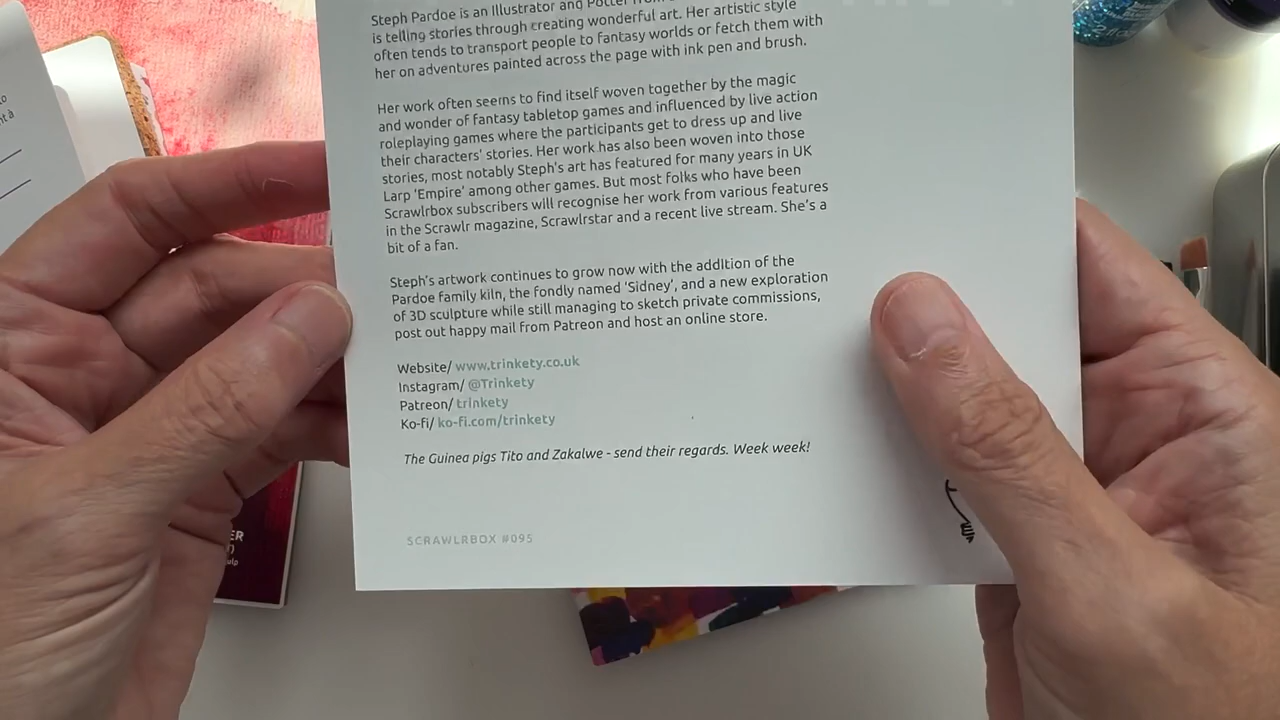 Steph Pardoe is an Illustrator and Potter from
is telling stories through creating wonderful art. Her artistic style
often tends to transport people to fantasy worlds or fetch them with
her on adventures painted across the page with ink pen and brush.
Her work often seems to find itself woven together by the magic
and wonder of fantasy tabletop games and influenced by live action
roleplaying games where the participants get to dress up and live
their characters' stories. Her work has also been woven into those
stories, most notably Steph's art has featured for many years in UK
Larp 'Empire' among other games. But most folks who have been
Scrawlrbox subscribers will recognise her work from various features
in the Scrawlr magazine, Scrawlrstar and a recent live stream. She's a
bit of a fan.
Steph's artwork continues to grow now with the addition of the
Pardoe family kiln, the fondly named 'Sidney', and a new exploration
of 3D sculpture while still managing to sketch private commissions,
post out happy mail from Patreon and host an online store.
Website/ www.trinkety.co.uk
Instagram/ @Trinkety
Patreon/ trinkety
Ko-fi/ ko-fi.com/trinkety
The Guinea pigs Tito and Zakalwe - send their regards. Week week!
SCRAWLRBOX #095